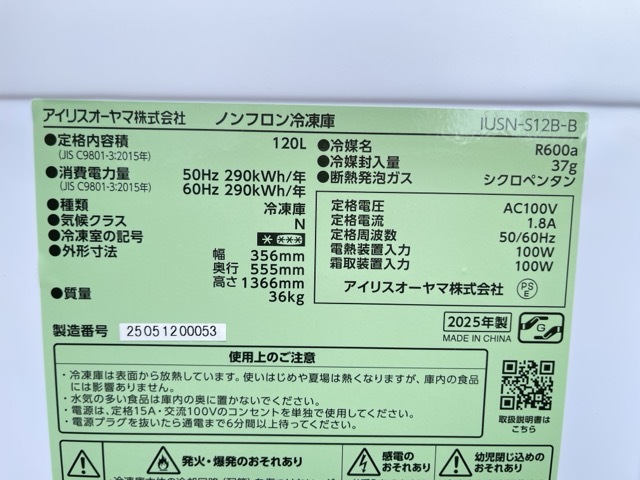 アイリスオーヤマ株式会社 ノンフロン冷凍庫 IUSN-S12B-B
●定格内容積 120L
(JIS C9801-3:2015年)
●消費電力量 50Hz 290kWh/年
(JIS C9801-3:2015年) 60Hz 290kWh/年
●種類 冷凍庫
●気候クラス N
●冷凍室の記号 * ***
●外形寸法 幅 356mm
奥行 555mm
高さ 1366mm
●質量 36kg
●冷媒名 R600a
●冷媒封入量 37g
●断熱発泡ガス シクロペンタン
定格電圧 AC100V
定格電流 1.8A
定格周波数 50/60Hz
電熱装置入力 100W
霜取装置入力 100W
アイリスオーヤマ株式会社 PSE
製造番号 25051200053
2025年製
MADE IN CHINA
G
使用上のご注意
・冷凍庫は表面から放熱しています。使いはじめや夏場は熱くなりますが、庫内の食品
には影響ありません。
・水気の多い食品は庫内の奥に置かないでください。
・電源は、定格15A・交流100Vのコンセントを単独で使用してください。
・電源プラグを抜いたら通電まで6分間以上待ってください。
取扱説明書は
こちら
発火・爆発のおそれあり
感電の
おそれあり
幼児閉じ込めの
おそれあり